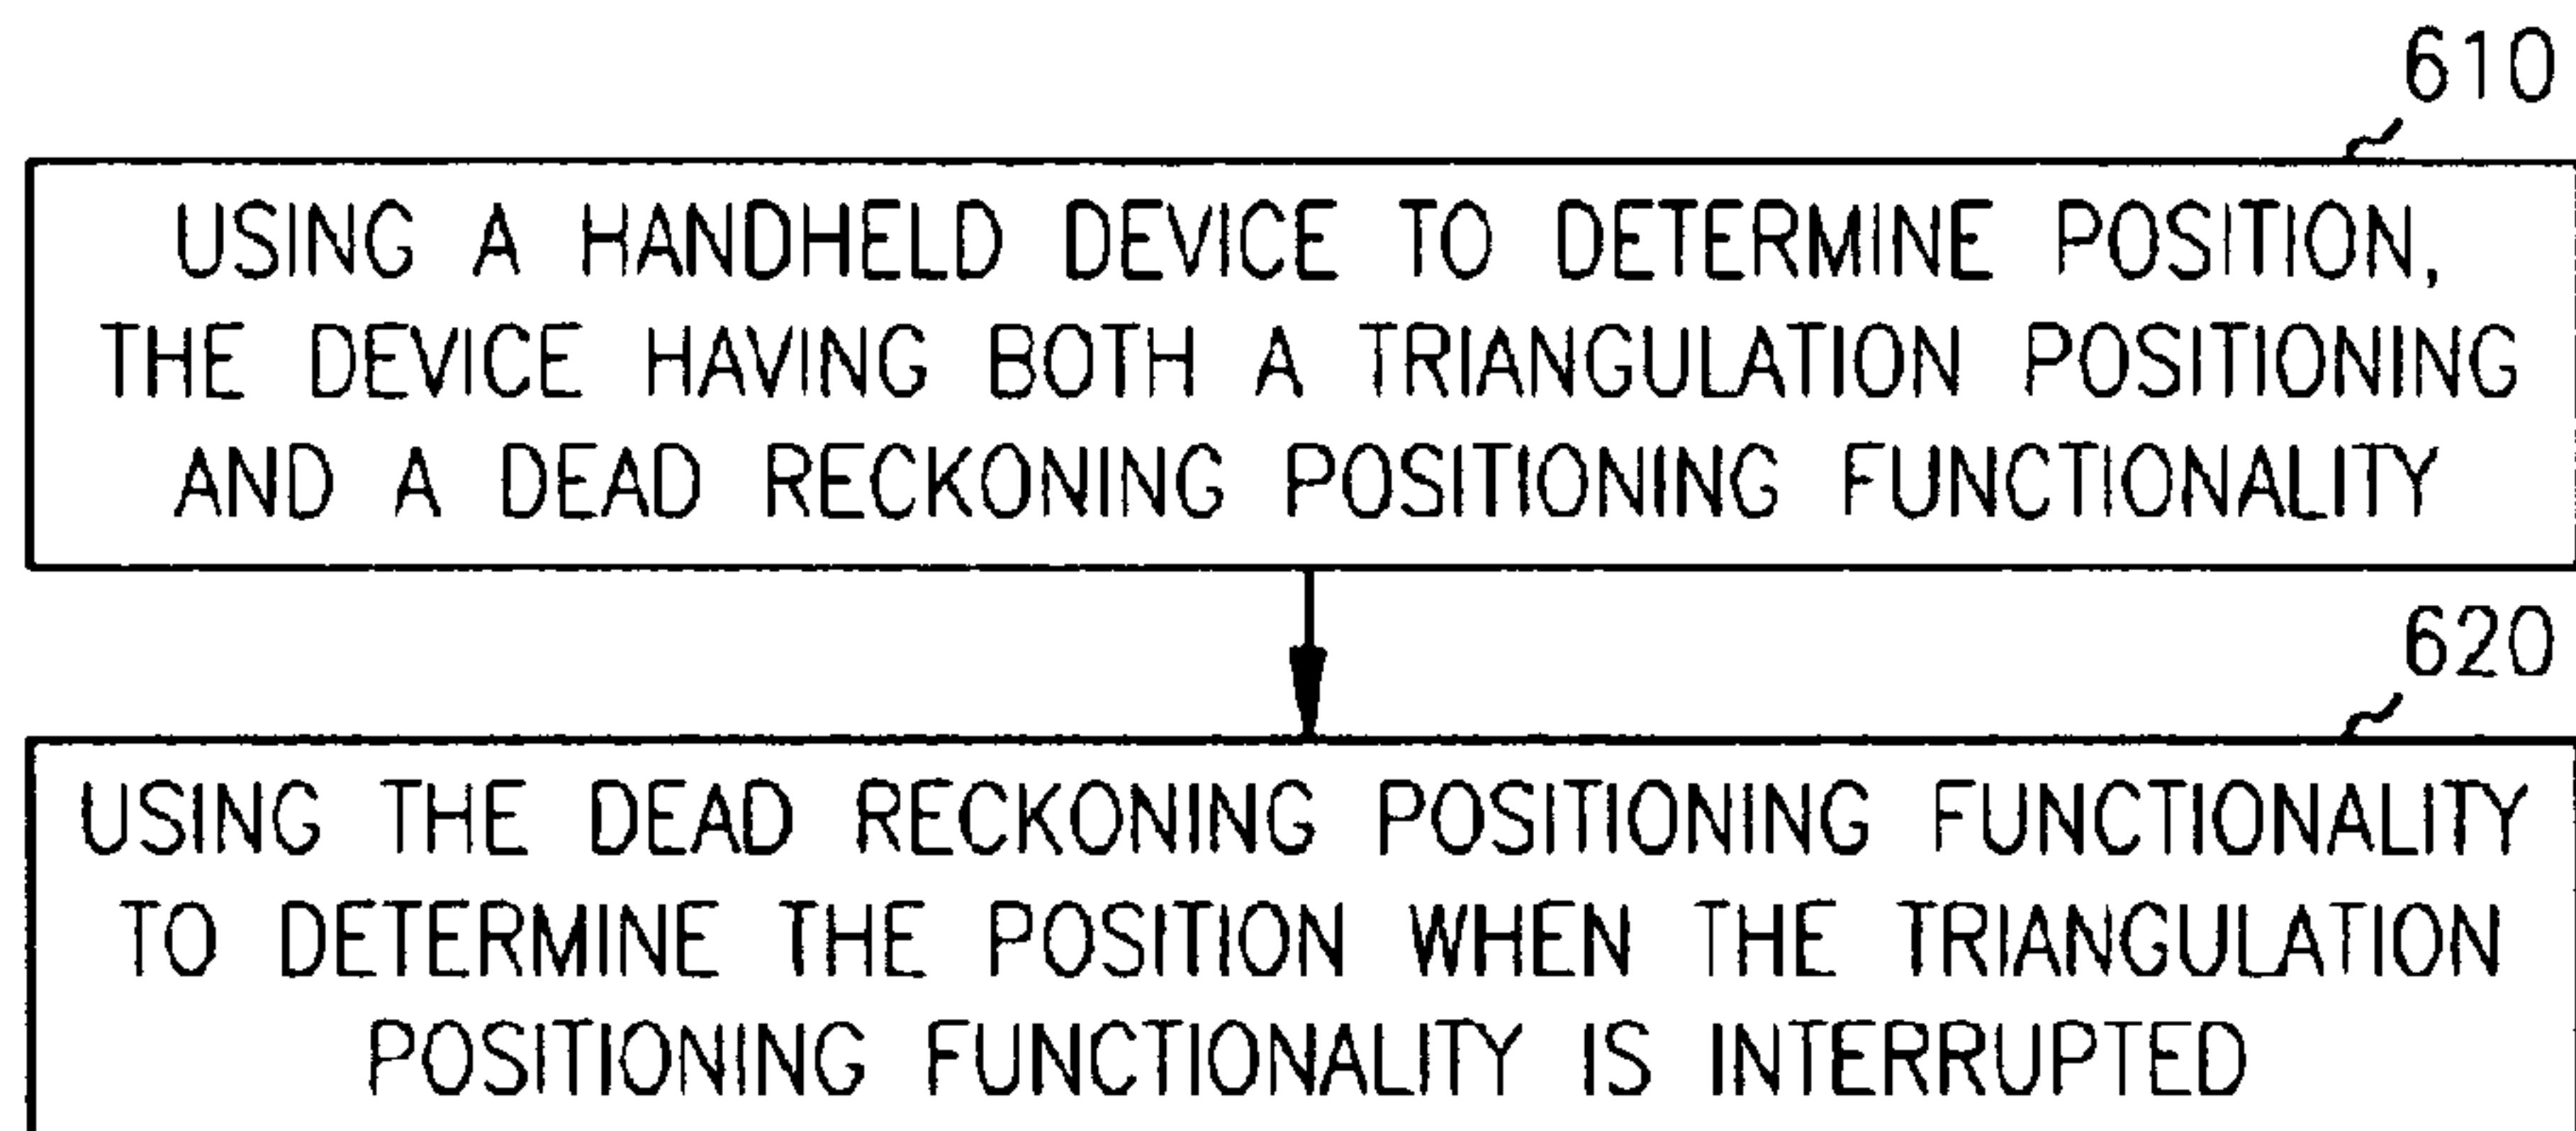 610
USING A HANDHELD DEVICE TO DETERMINE POSITION,
THE DEVICE HAVING BOTH A TRIANGULATION POSITIONING
AND A DEAD RECKONING POSITIONING FUNCTIONALITY
620
USING THE DEAD RECKONING POSITIONING FUNCTIONALITY
TO DETERMINE THE POSITION WHEN THE TRIANGULATION
POSITIONING FUNCTIONALITY IS INTERRUPTED